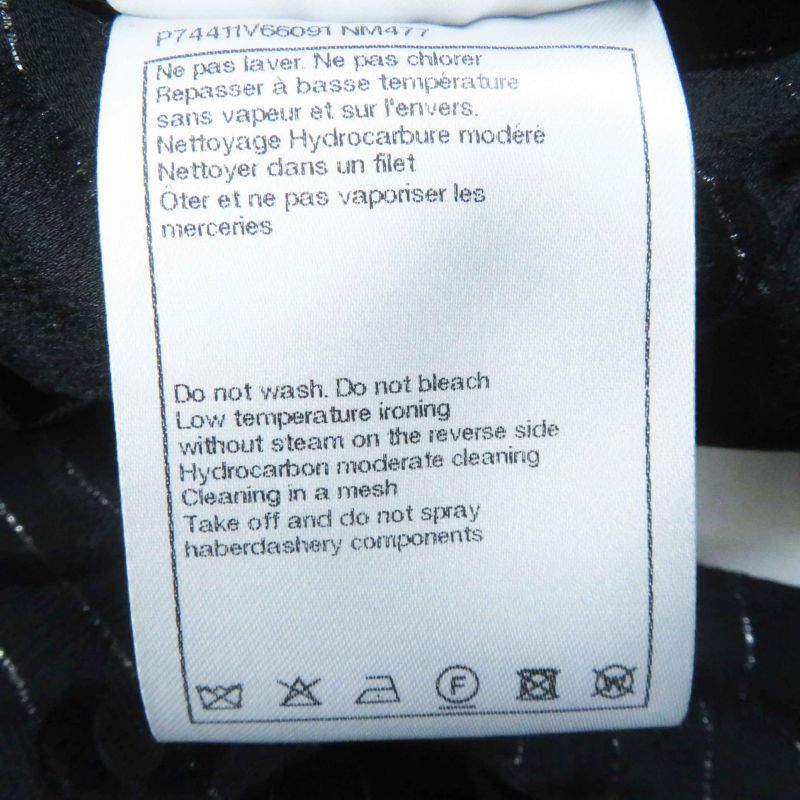 P74411V66091 NM477
Ne pas laver. Ne pas chlorer
Repasser à basse température
sans vapeur et sur l'envers.
Nettoyage Hydrocarbure modéré
Nettoyer dans un filet
Ôter et ne pas vaporiser les
merceries
Do not wash. Do not bleach
Low temperature ironing
without steam on the reverse side
Hydrocarbon moderate cleaning
Cleaning in a mesh
Take off and do not spray
haberdashery components
F W